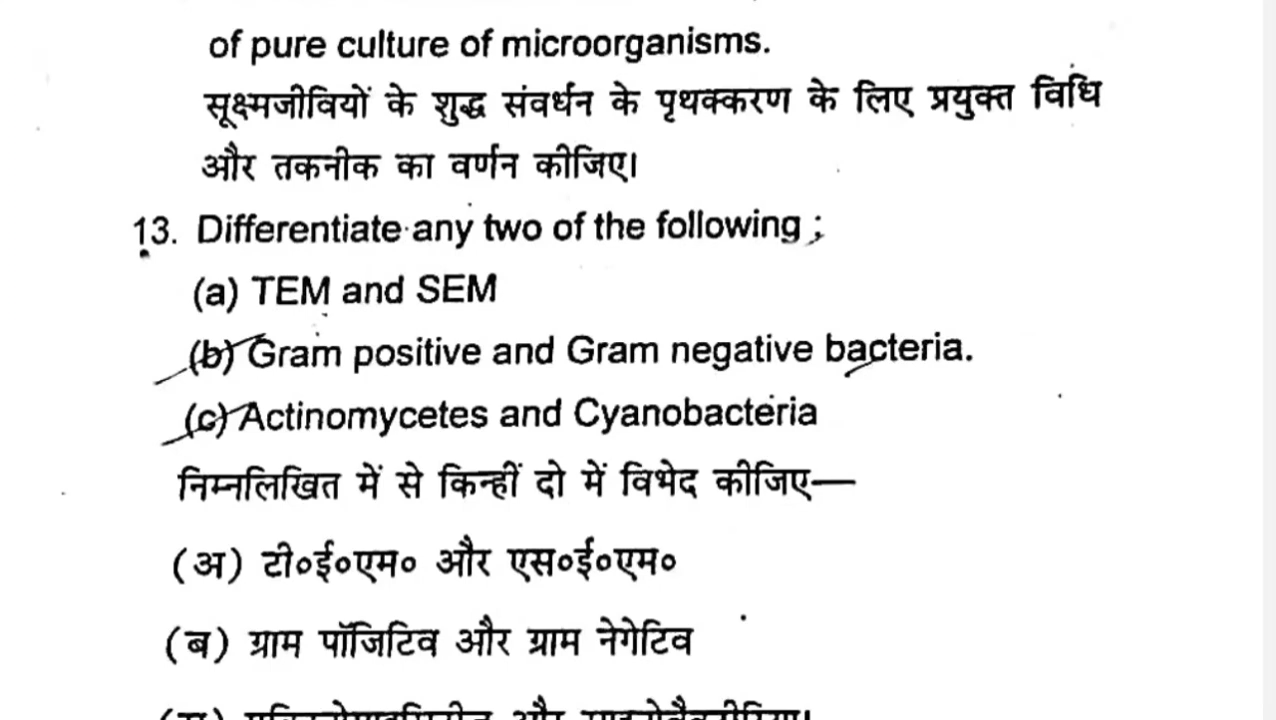 of pure culture of microorganisms.
सूक्ष्मजीवियों के शुद्ध संवर्धन के पृथक्करण के लिए प्रयुक्त विधि
और तकनीक का वर्णन कीजिए।
13. Differentiate any two of the following ;
(a) TEM and SEM
(b) Gram positive and Gram negative bacteria.
(c) Actinomycetes and Cyanobacteria
निम्नलिखित में से किन्हीं दो में विभेद कीजिए—
(अ) टी०ई०एम० और एस०ई०एम०
(ब) ग्राम पॉजिटिव और ग्राम नेगेटिव
और